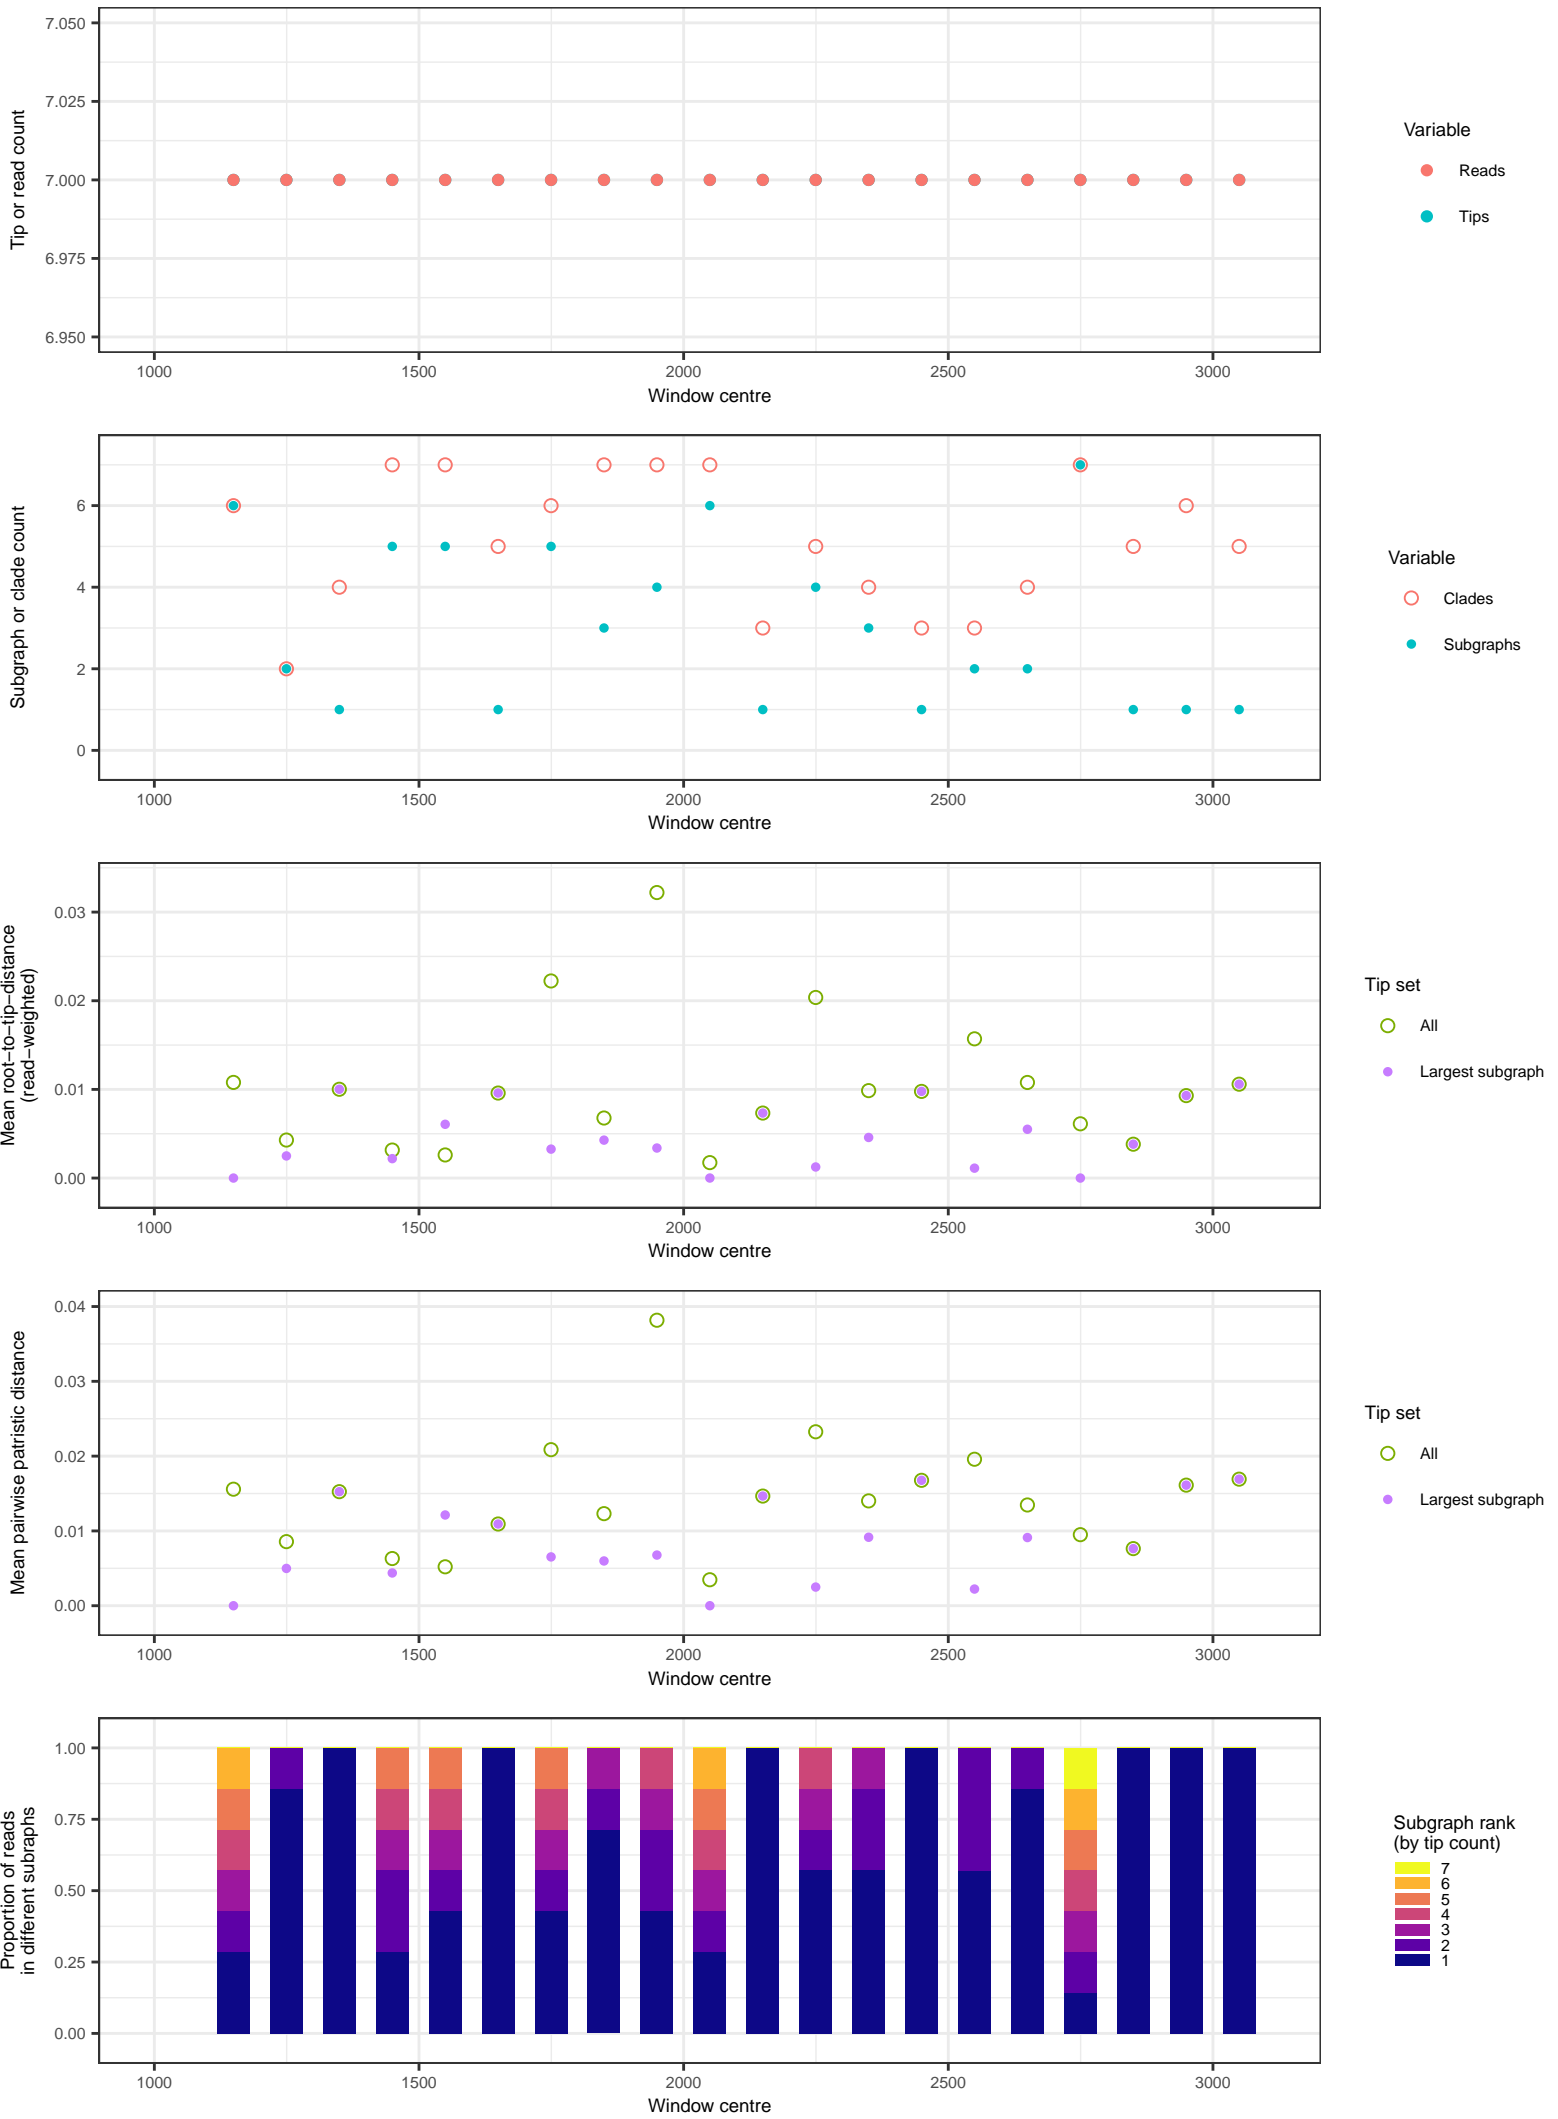 7.050
7.025
7.000
6.975
6.950
Tip or read count
1000 1500 2000 2500 3000
Window centre
Variable
Reads
Tips
6
4
2
0
Subgraph or clade count
1000 1500 2000 2500 3000
Window centre
Variable
Clades
Subgraphs
0.03
0.02
0.01
0.00
Mean root−to−tip−distance
(read−weighted)
1000 1500 2000 2500 3000
Window centre
Tip set
All
Largest subgraph
0.04
0.03
0.02
0.01
0.00
Mean pairwise patristic distance
1000 1500 2000 2500 3000
Window centre
Tip set
All
Largest subgraph
1.00
0.75
0.50
0.25
0.00
Proportion of reads
in different subraphs
1000 1500 2000 2500 3000
Window centre
Subgraph rank
(by tip count)
7
6
5
4
3
2
1